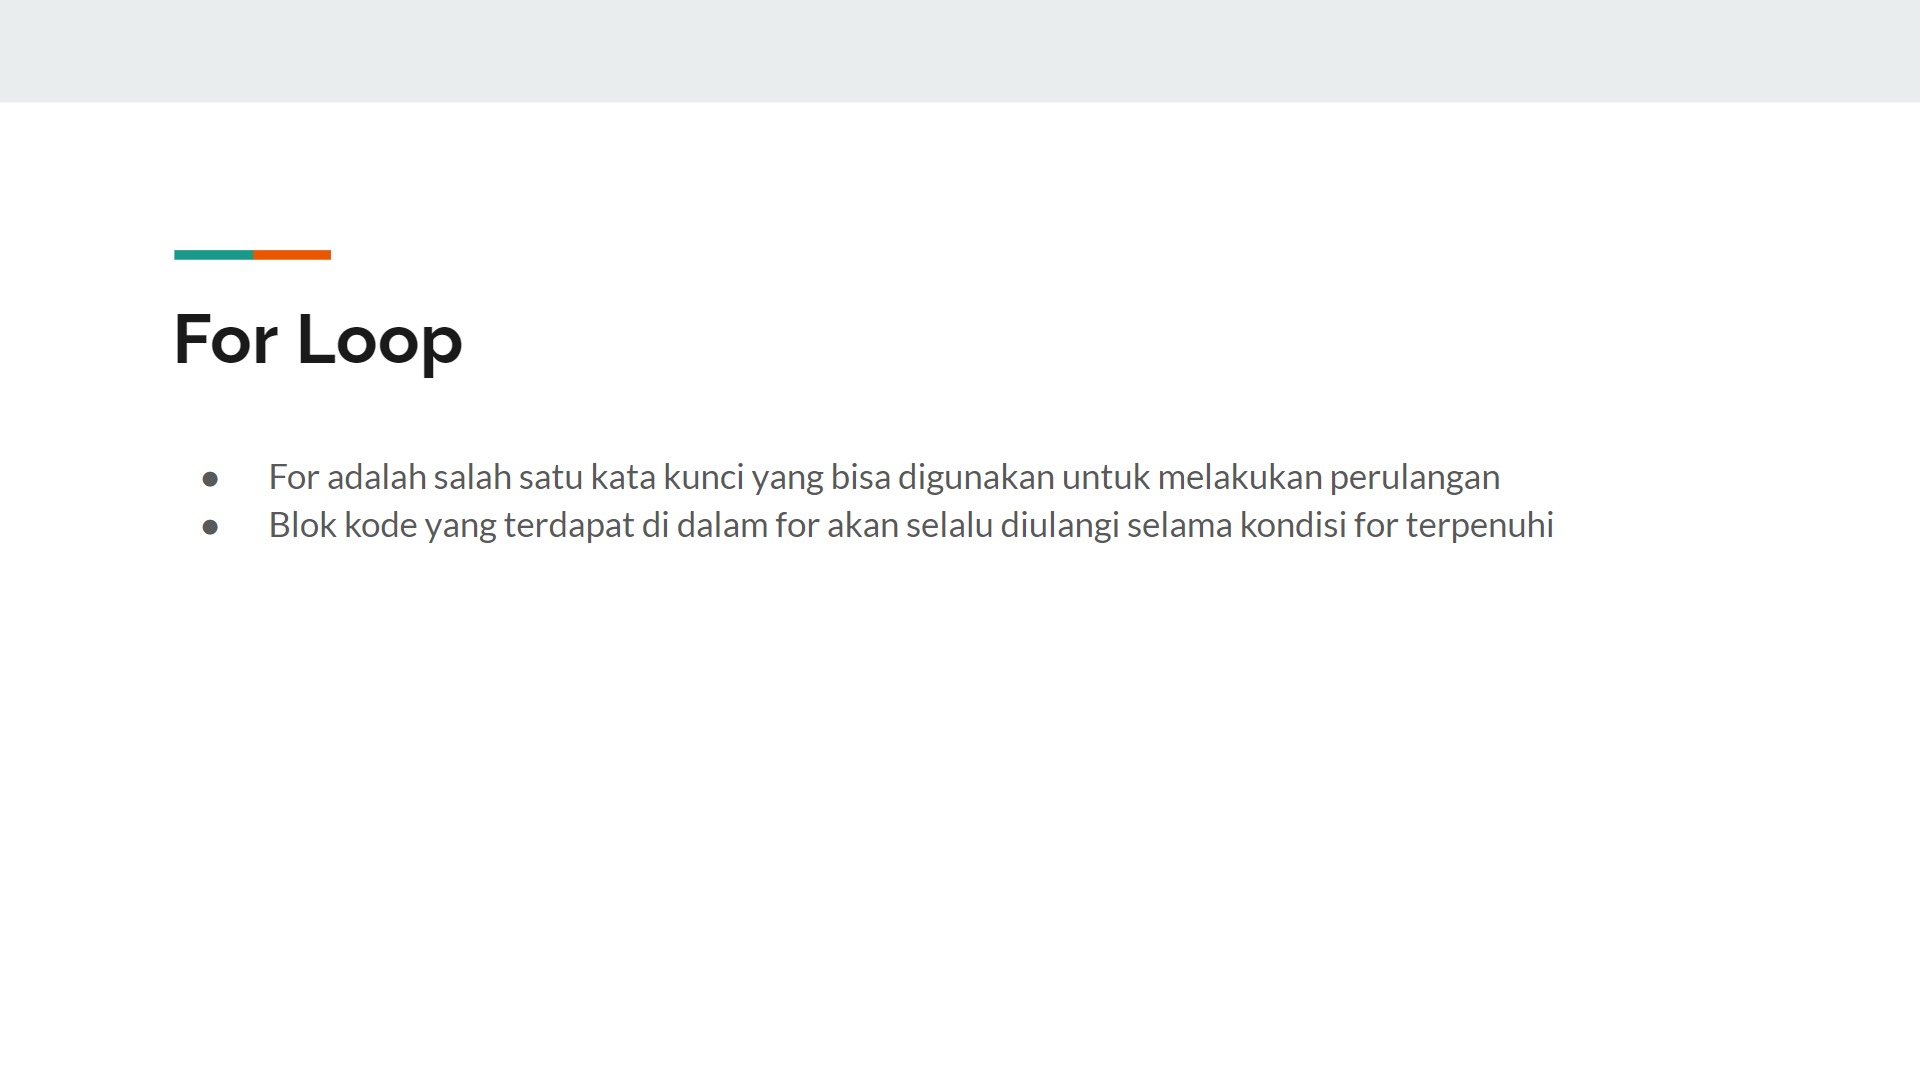 For Loop
● For adalah salah satu kata kunci yang bisa digunakan untuk melakukan perulangan
● Blok kode yang terdapat di dalam for akan selalu diulangi selama kondisi for terpenuhi